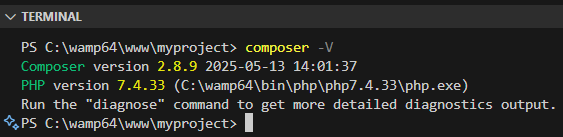 TERMINAL
PS C:\wamp64\www\myproject> composer -V
Composer version 2.8.9 2025-05-13 14:01:37
PHP version 7.4.33 (C:\wamp64\bin\php\php7.4.33\php.exe)
Run the "diagnose" command to get more detailed diagnostics output.
PS C:\wamp64\www\myproject>